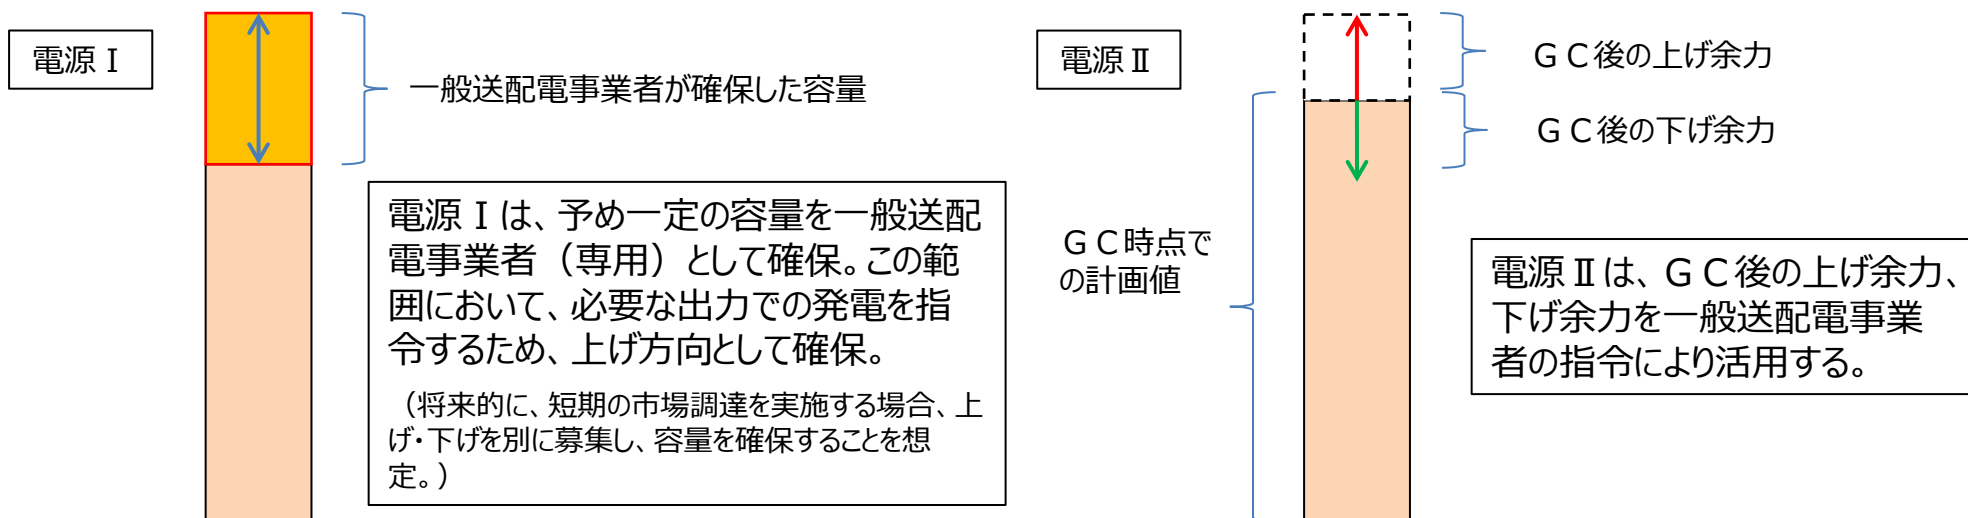 電源Ⅰ
一般送配電事業者が確保した容量
電源Ⅰは、予め一定の容量を一般送配
電事業者（専用）として確保。この範
囲において、必要な出力での発電を指
令するため、上げ方向として確保。
（将来的に、短期の市場調達を実施する場合、上
げ・下げを別に募集し、容量を確保することを想
定。）
電源Ⅱ
ＧＣ後の上げ余力
ＧＣ後の下げ余力
ＧＣ時点で
の計画値
電源Ⅱは、ＧＣ後の上げ余力、
下げ余力を一般送配電事業
者の指令により活用する。